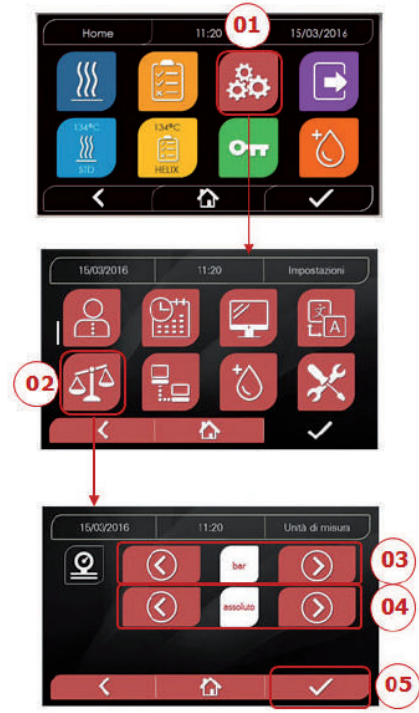 Home 11:20 01 15/03/2016
134°C 134°C
STD HELIX
15/03/2016 11:20 Impostazioni
文 A
02
15/03/2016 11:20 Unità di misura
bar 03
assoluto 04
05